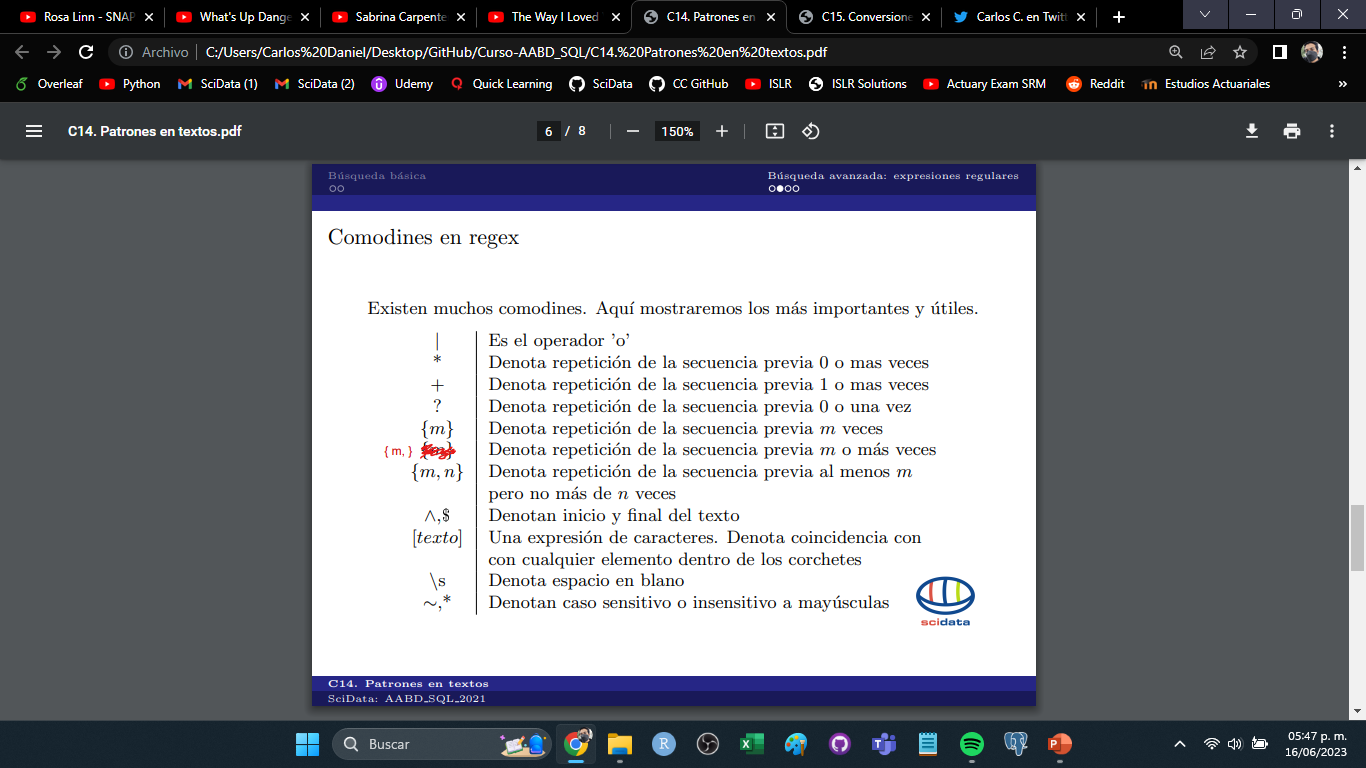 Rosa Linn - SNAP
What's Up Dange
Sabrina Carpente
The Way I Loved
C14. Patrones en
C15. Conversione
Carlos C. en Twitt
Archivo
C:/Users/Carlos%20Daniel/Desktop/GitHub/Curso-AABD_SQL/C14.%20Patrones%20en%20textos.pdf
Overleaf
Python
SciData (1)
SciData (2)
Udemy
Quick Learning
SciData
CC GitHub
ISLR
ISLR Solutions
Actuary Exam SRM
Reddit
Estudios Actuariales
»
C14. Patrones en textos.pdf
6 / 8
150%
Búsqueda básica
Búsqueda avanzada: expresiones regulares
Comodines en regex
Existen muchos comodines. Aquí mostraremos los más importantes y útiles.
| Es el operador 'o'
* Denota repetición de la secuencia previa 0 o mas veces
+ Denota repetición de la secuencia previa 1 o mas veces
? Denota repetición de la secuencia previa 0 o una vez
{m} Denota repetición de la secuencia previa m veces
{ m, } Denota repetición de la secuencia previa m o más veces
{m, n} Denota repetición de la secuencia previa al menos m
pero no más de n veces
∧,$ Denotan inicio y final del texto
[texto] Una expresión de caracteres. Denota coincidencia con
con cualquier elemento dentro de los corchetes
\s Denota espacio en blano
∼,* Denotan caso sensitivo o insensitivo a mayúsculas
scidata
C14. Patrones en textos
SciData: AABD_SQL_2021
Buscar
05:47 p. m.
16/06/2023